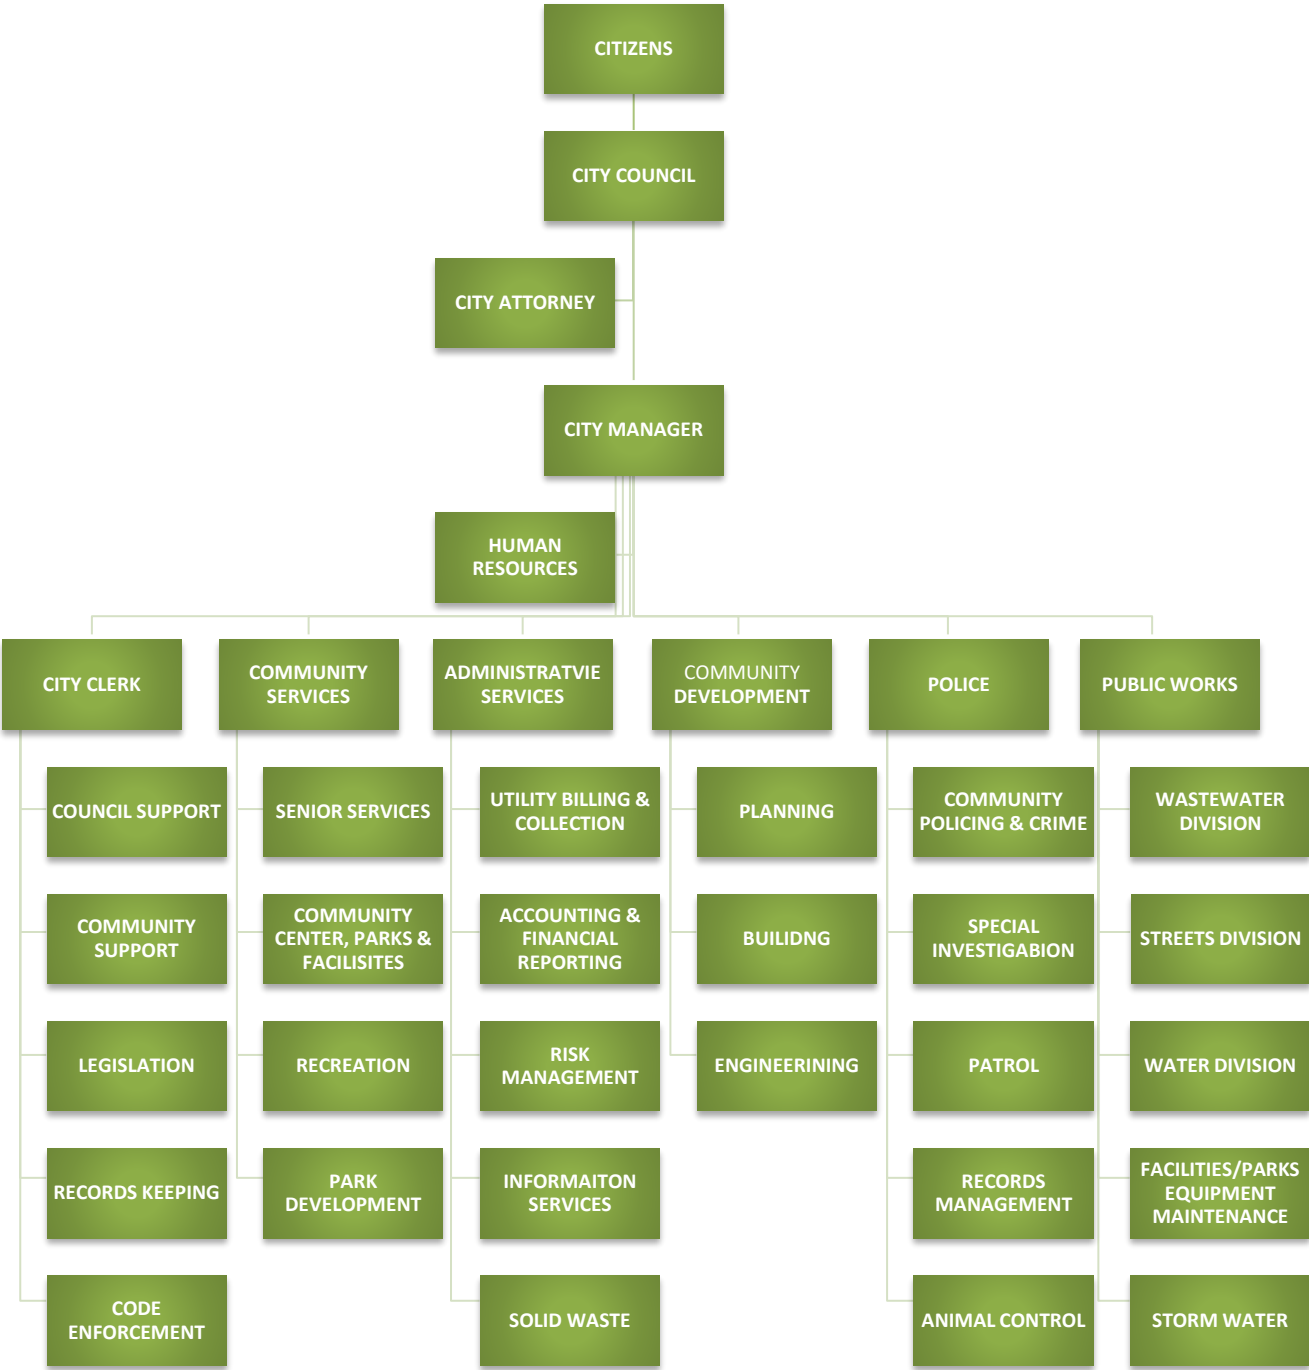 CITIZENS
CITY COUNCIL
CITY ATTORNEY
CITY MANAGER
HUMAN
RESOURCES
CITY CLERK
COMMUNITY
SERVICES
ADMINISTRATVIE
SERVICES
COMMUNITY
DEVELOPMENT
POLICE
PUBLIC WORKS
COUNCIL SUPPORT
SENIOR SERVICES
UTILITY BILLING &
COLLECTION
PLANNING
COMMUNITY
POLICING & CRIME
WASTEWATER
DIVISION
COMMUNITY
SUPPORT
COMMUNITY
CENTER, PARKS &
FACILISITES
ACCOUNTING &
FINANCIAL
REPORTING
BUILIDNG
SPECIAL
INVESTIGABION
STREETS DIVISION
LEGISLATION
RECREATION
RISK
MANAGEMENT
ENGINEERINING
PATROL
WATER DIVISION
RECORDS KEEPING
PARK
DEVELOPMENT
INFORMAITON
SERVICES
RECORDS
MANAGEMENT
FACILITIES/PARKS
EQUIPMENT
MAINTENANCE
CODE
ENFORCEMENT
SOLID WASTE
ANIMAL CONTROL
STORM WATER